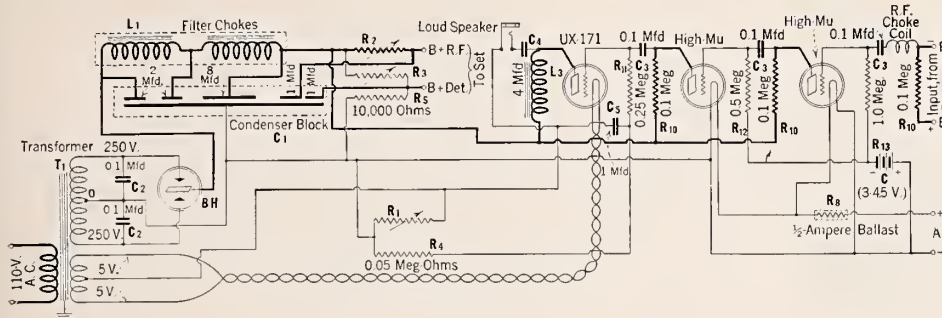 L1
Filter Chokes
2 Mfd.
8 Mfd.
1 Mfd
1 Mfd
R2
B+R.F.
R3
B+Det.
To Set
R5
10,000 Ohms
Condenser Block
C1
Loud Speaker
C4
4 Mfd
L3
UX-171
C5
1 Mfd
0.1 Mfd
C3
R11
0.25 Meg
0.1 Meg
R10
High-Mu
0.1 Mfd
C3
0.5 Meg
R12
0.1 Meg
R10
High-Mu
0.1 Mfd
C3
R.F. Choke Coil
1.0 Meg
0.1 Meg
R10
Input, from
+
R13
- +
C
(3-4.5 V.)
R8
½-Ampere Ballast
+
A
-
Transformer
T1
250 V.
0.1 Mfd
C2
0
0.1 Mfd
C2
250 V.
BH
110-V. A.C.
5 V.
5 V.
R1
R4
0.05 Meg-Ohms